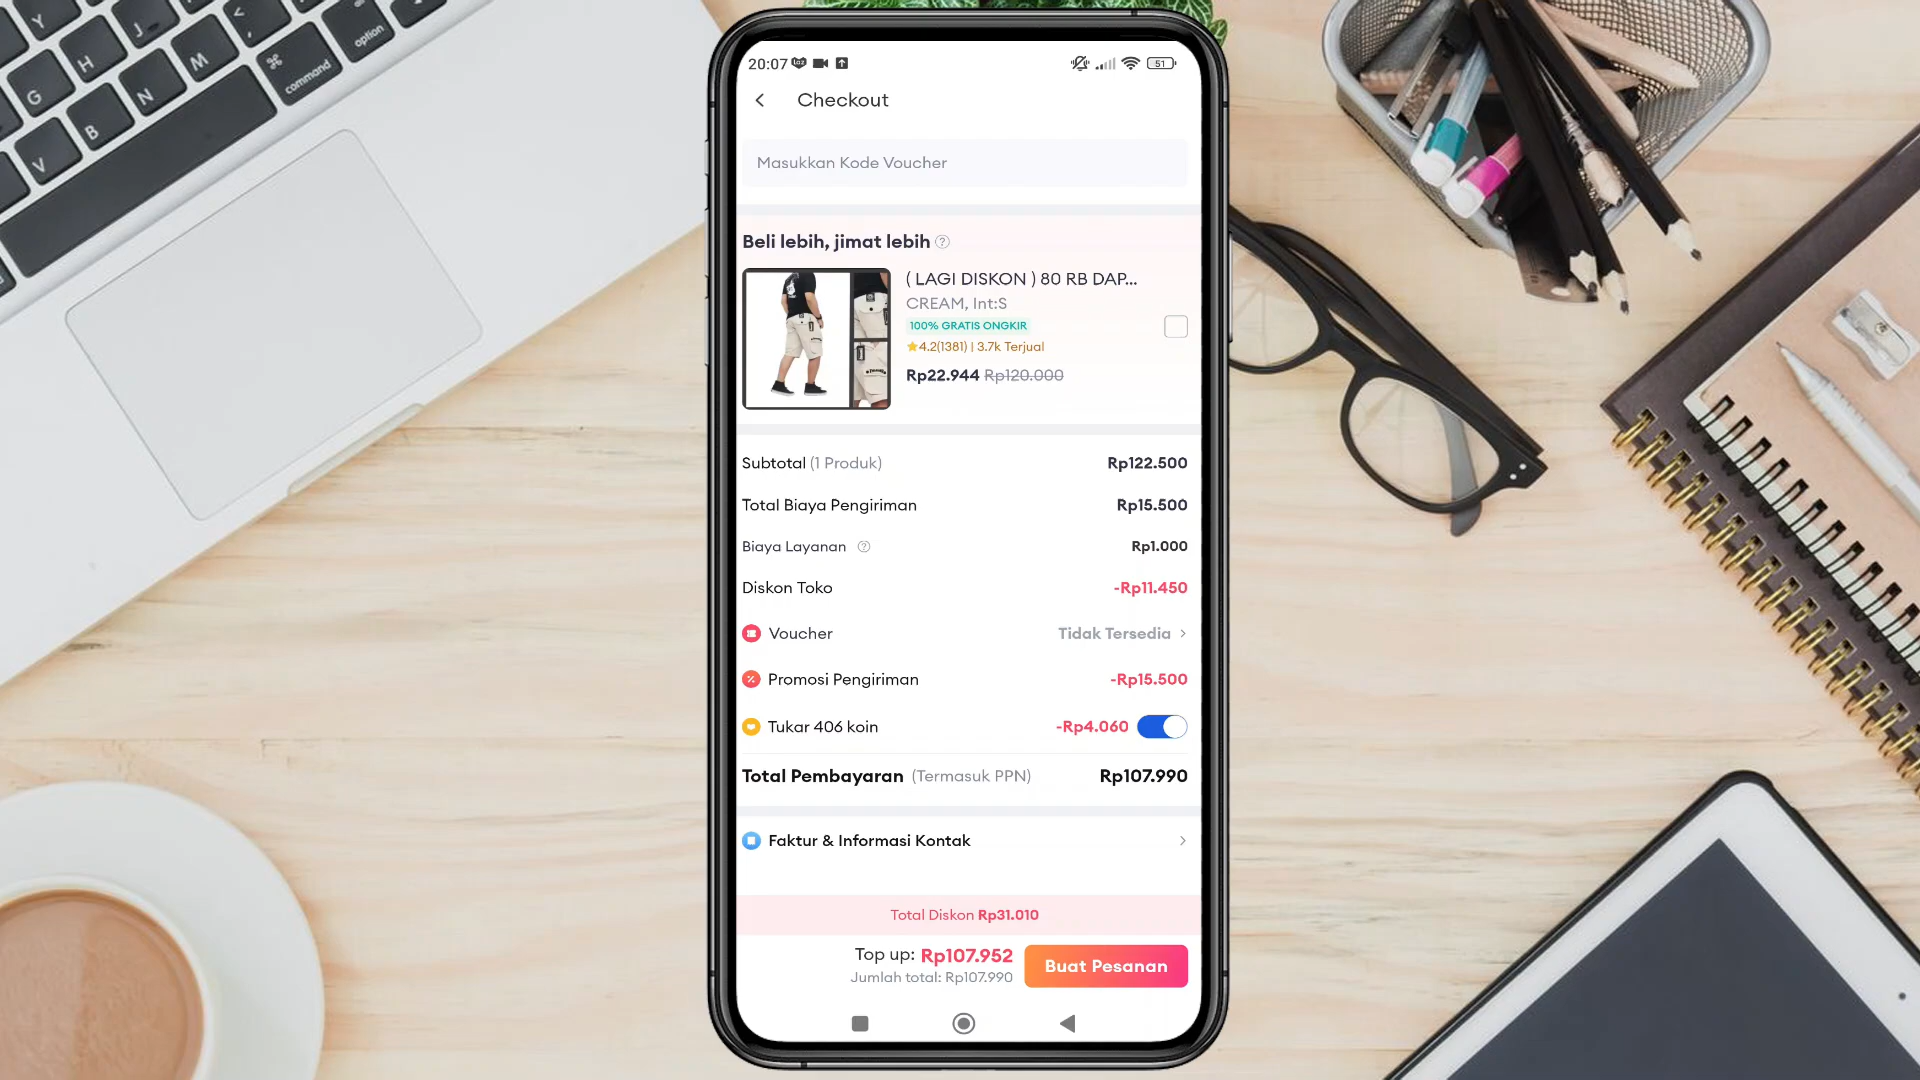 20:07
51
Checkout
Masukkan Kode Voucher
Beli lebih, jimat lebih ?
( LAGI DISKON ) 80 RB DAP...
CREAM, Int:S
100% GRATIS ONGKIR
4.2(1381) | 3.7k Terjual
Rp22.944 Rp120.000
Subtotal (1 Produk) Rp122.500
Total Biaya Pengiriman Rp15.500
Biaya Layanan ? Rp1.000
Diskon Toko -Rp11.450
Voucher Tidak Tersedia >
Promosi Pengiriman -Rp15.500
Tukar 406 koin -Rp4.060
Total Pembayaran (Termasuk PPN) Rp107.990
Faktur & Informasi Kontak >
Total Diskon Rp31.010
Top up: Rp107.952
Jumlah total: Rp107.990
Buat Pesanan
Y
J
<
H
M
⌘
command
option
G
N
B
V